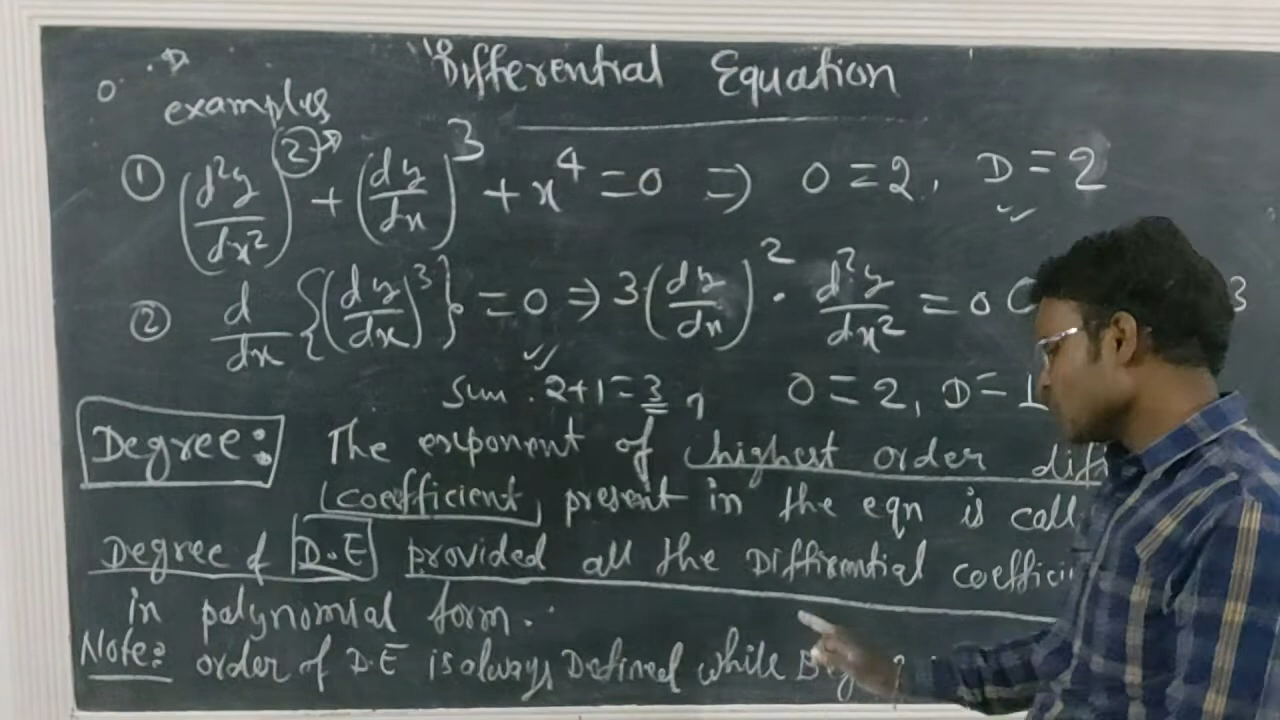 Differential Equation
O . D
examples
① (d²y/dx²)² + (dy/dx)³ + x⁴ = 0 ⇒ O = 2, D = 2
② d/dx {(dy/dx)³} = 0 ⇒ 3(dy/dx)² · d²y/dx² = 0 3
Sum . 2+1=3, O = 2, D = 1
Degree: The exponent of highest order
(coefficient) present in the eqn is
Degree of D.E provided all the Diffirential
in polynomial form.
Note: order of D.E is always Defined while